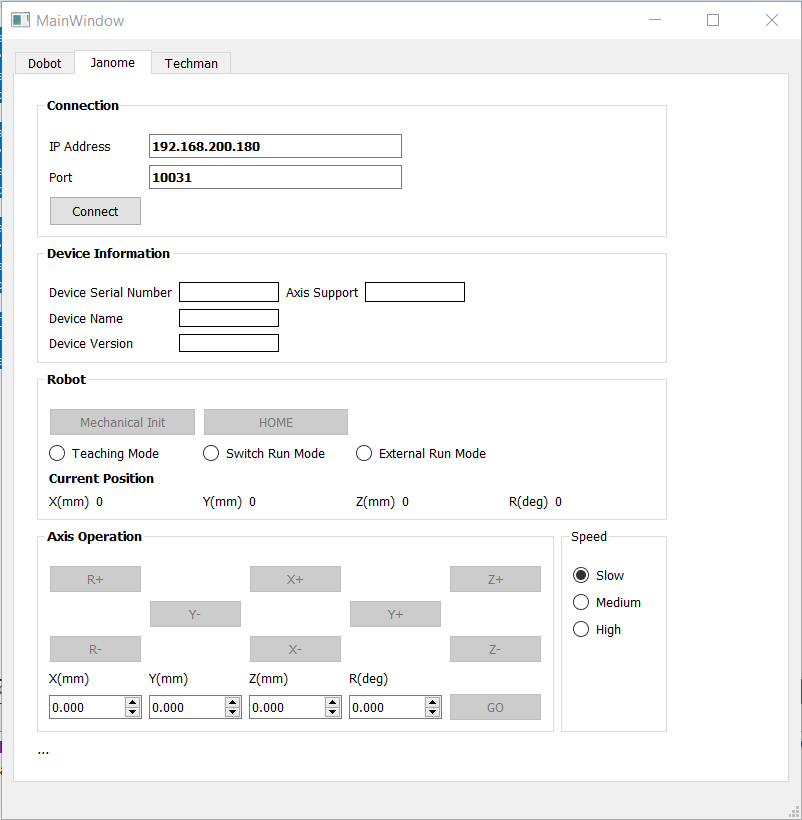 MainWindow
Dobot Janome Techman
Connection
IP Address 192.168.200.180
Port 10031
Connect
Device Information
Device Serial Number Axis Support
Device Name
Device Version
Robot
Mechanical Init HOME
Teaching Mode Switch Run Mode External Run Mode
Current Position
X(mm) 0 Y(mm) 0 Z(mm) 0 R(deg) 0
Axis Operation
R+ X+ Z+
Y- Y+
R- X- Z-
X(mm) Y(mm) Z(mm) R(deg)
0.000 0.000 0.000 0.000 GO
Speed
Slow
Medium
High
...